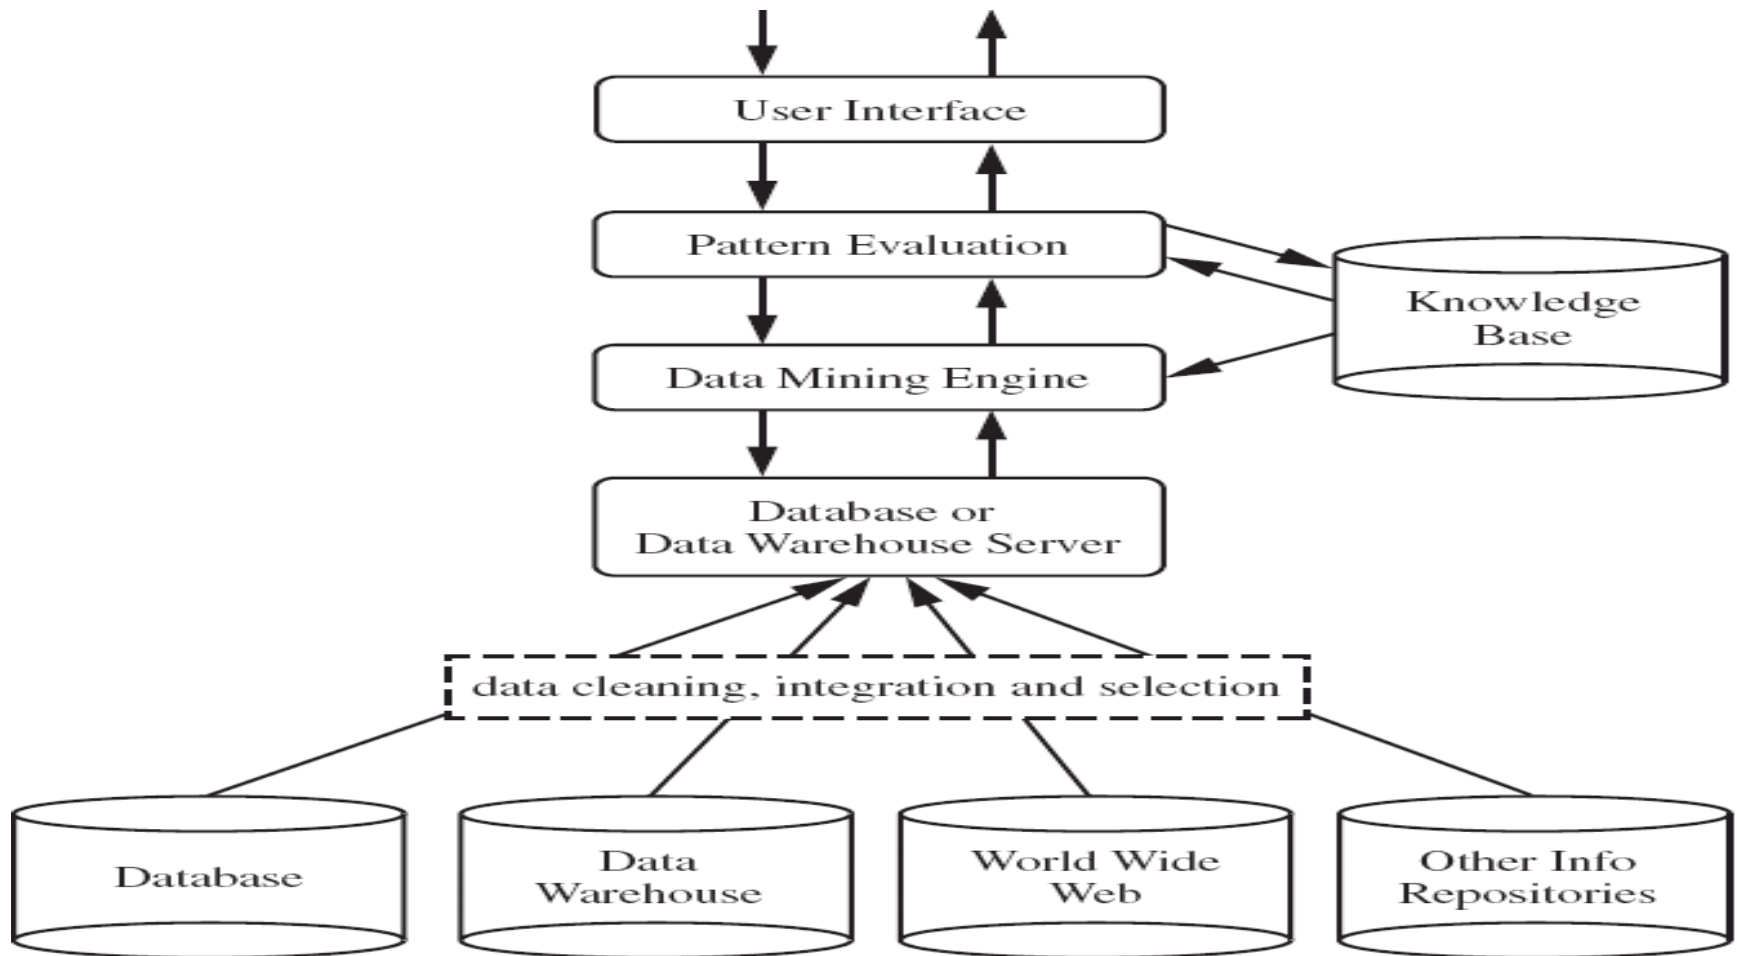 User Interface
Pattern Evaluation
Knowledge
Base
Data Mining Engine
Database or
Data Warehouse Server
data cleaning, integration and selection
Database
Data
Warehouse
World Wide
Web
Other Info
Repositories